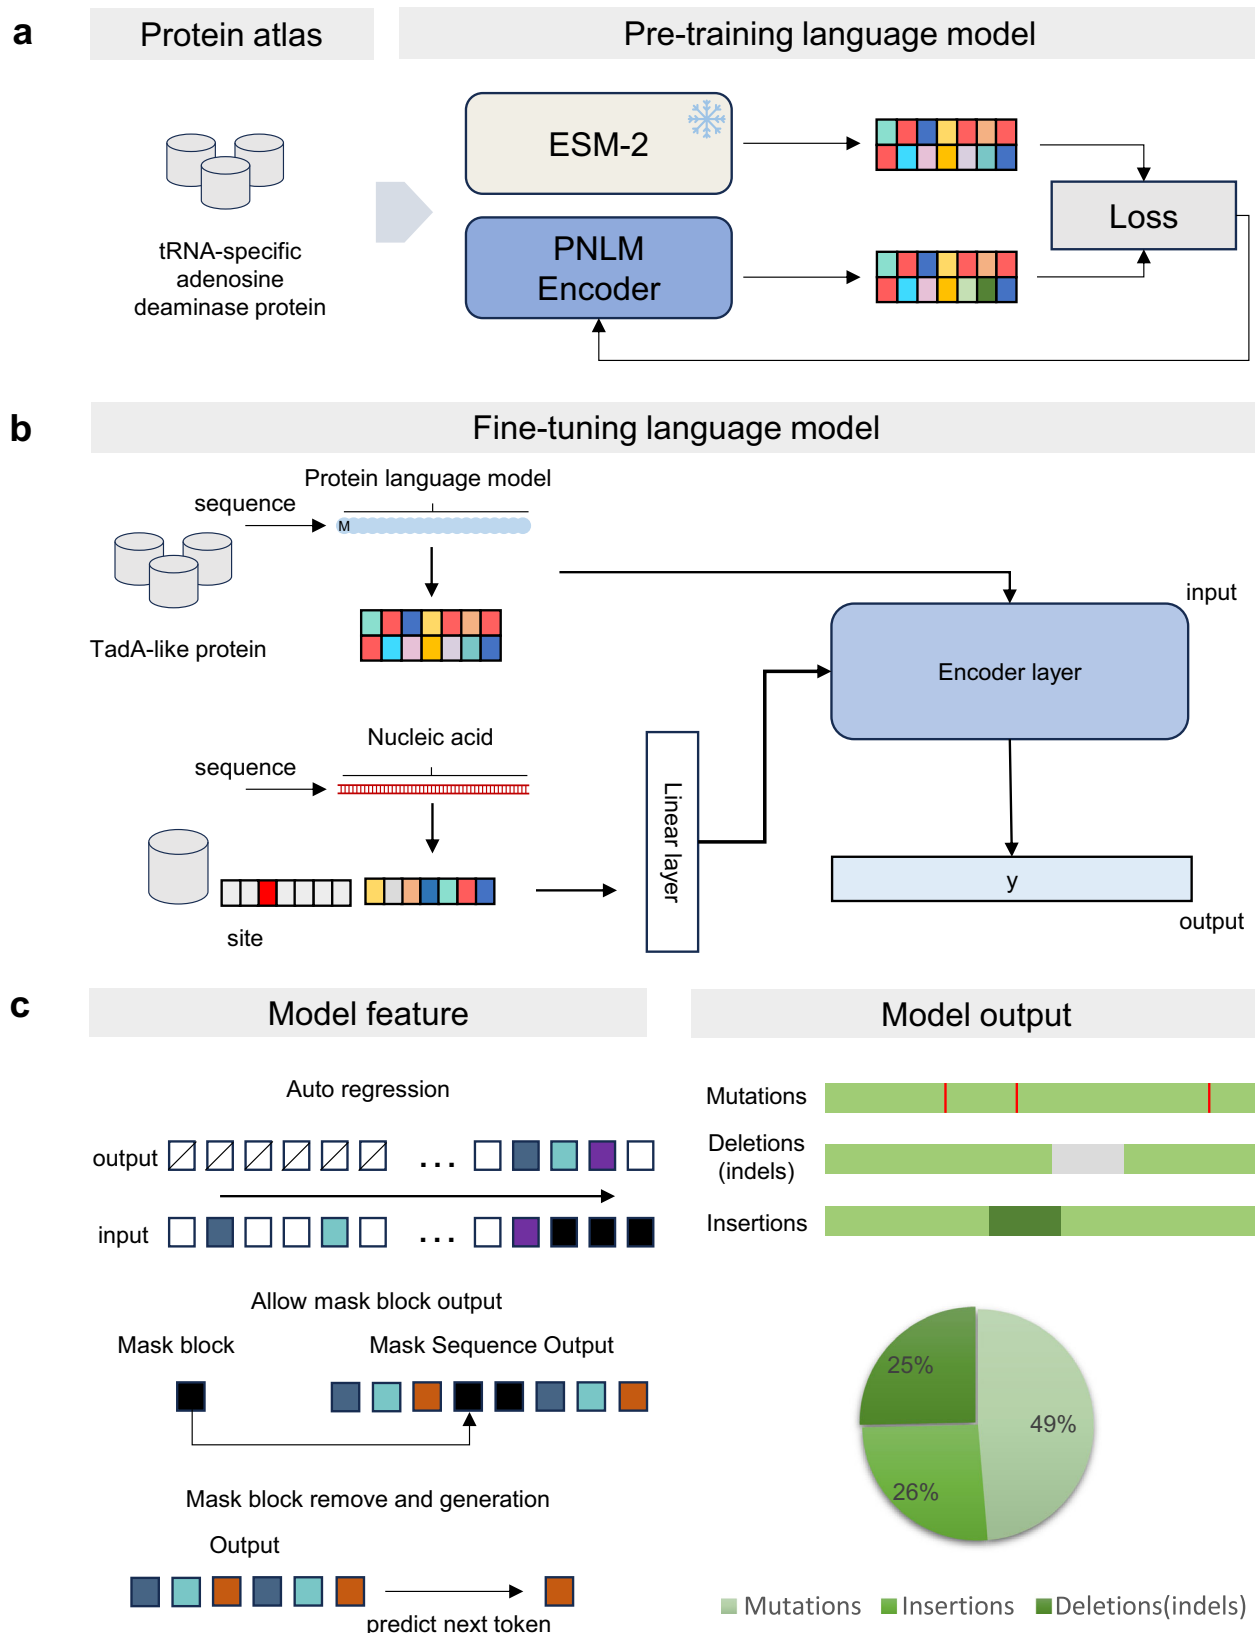 a
Protein atlas
Pre-training language model
ESM-2
tRNA-specific
adenosine
deaminase protein
PNLM
Encoder
Loss
b
Fine-tuning language model
Protein language model
sequence
M
TadA-like protein
input
Encoder layer
Nucleic acid
sequence
Linear layer
site
y
output
c
Model feature
Auto regression
output
...
input
...
Allow mask block output
Mask block
Mask Sequence Output
Mask block remove and generation
Output
predict next token
Model output
Mutations
Deletions
(indels)
Insertions
25%
49%
26%
Mutations
Insertions
Deletions(indels)